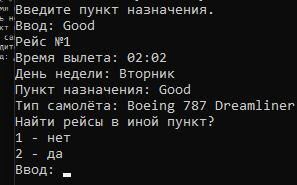 Введите пункт назначения.
Ввод: Good
Рейс №1
Время вылета: 02:02
День недели: Вторник
Пункт назначения: Good
Тип самолёта: Boeing 787 Dreamliner
Найти рейсы в иной пункт?
1 - нет
2 - да
Ввод: